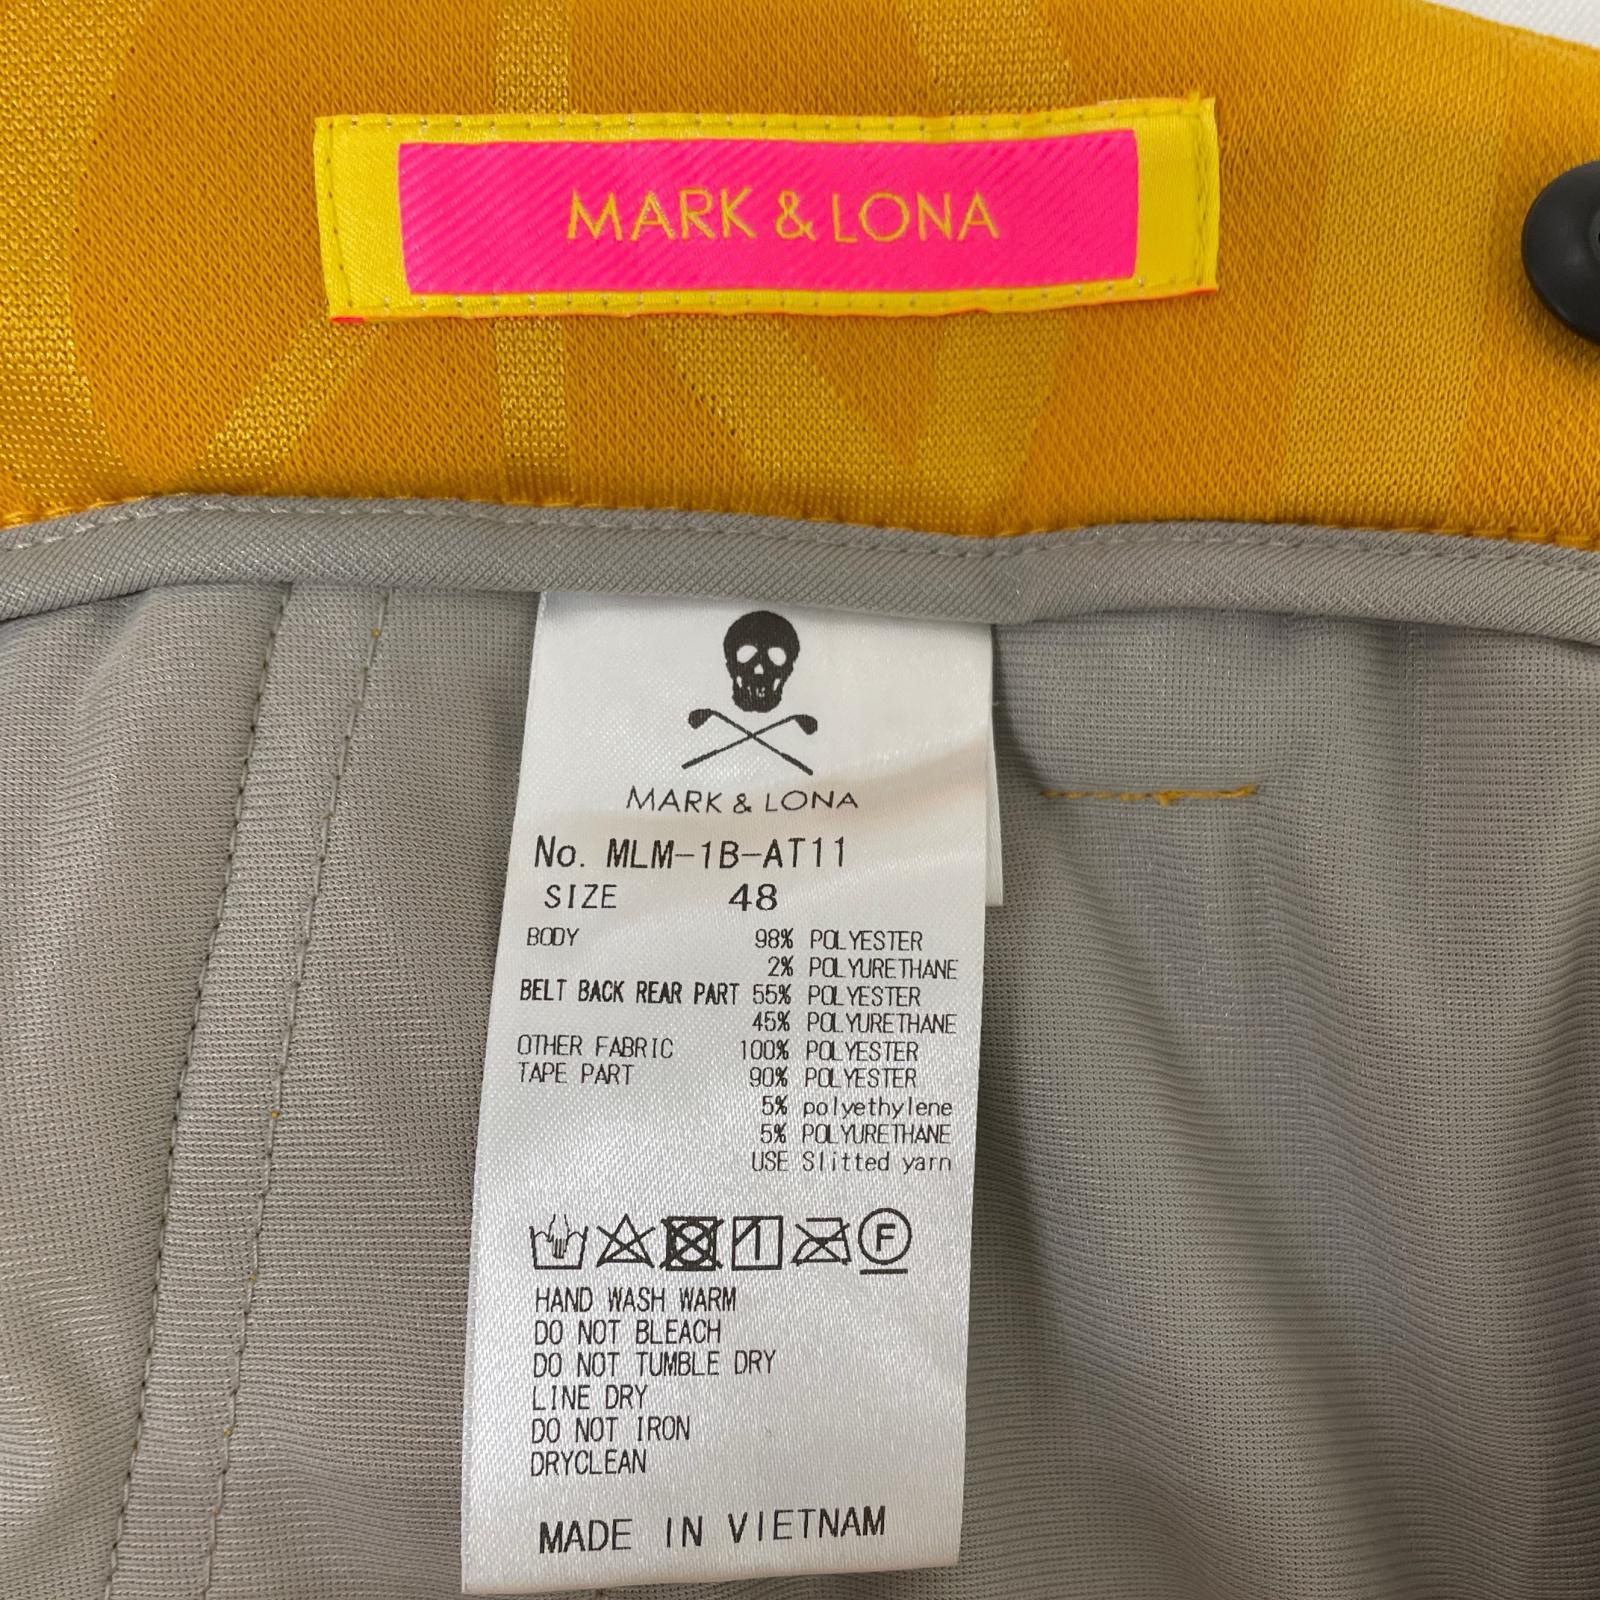 MARK & LONA
MARK & LONA
No. MLM-1B-AT11
SIZE 48
BODY 98% POLYESTER
2% POLYURETHANE
BELT BACK REAR PART 55% POLYESTER
45% POLYURETHANE
OTHER FABRIC 100% POLYESTER
TAPE PART 90% POLYESTER
5% polyethylene
5% POLYURETHANE
USE Slitted yarn
F
HAND WASH WARM
DO NOT BLEACH
DO NOT TUMBLE DRY
LINE DRY
DO NOT IRON
DRYCLEAN
MADE IN VIETNAM